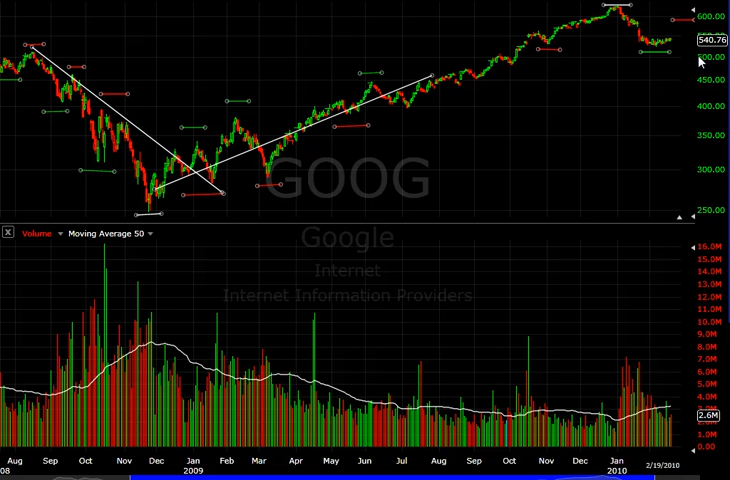 600.00
540.76
500.00
450.00
400.00
350.00
300.00
250.00
GOOG
Google
Internet
Internet Information Providers
X Volume Moving Average 50
16.0M
15.0M
14.0M
13.0M
12.0M
11.0M
10.0M
9.0M
8.0M
7.0M
6.0M
5.0M
4.0M
2.6M
1.0M
0.00
Aug Sep Oct Nov Dec Jan Feb Mar Apr May Jun Jul Aug Sep Oct Nov Dec Jan
08 2009 2010 2/19/2010